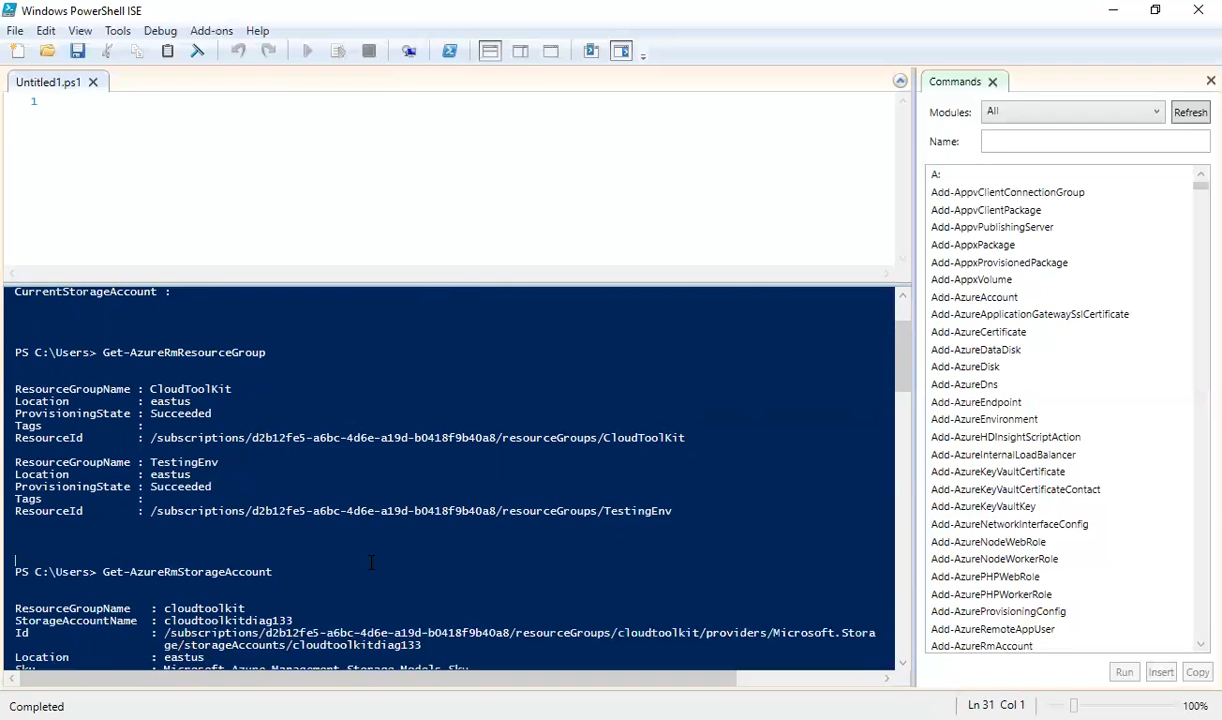 Windows PowerShell ISE
File Edit View Tools Debug Add-ons Help
Untitled1.ps1
1
CurrentStorageAccount :
PS C:\Users> Get-AzureRmResourceGroup
ResourceGroupName : CloudToolKit
Location : eastus
ProvisioningState : Succeeded
Tags :
ResourceId : /subscriptions/d2b12fe5-a6bc-4d6e-a19d-b0418f9b40a8/resourceGroups/CloudToolKit
ResourceGroupName : TestingEnv
Location : eastus
ProvisioningState : Succeeded
Tags :
ResourceId : /subscriptions/d2b12fe5-a6bc-4d6e-a19d-b0418f9b40a8/resourceGroups/TestingEnv
PS C:\Users> Get-AzureRmStorageAccount
ResourceGroupName : cloudtoolkit
StorageAccountName : cloudtoolkitdiag133
Id : /subscriptions/d2b12fe5-a6bc-4d6e-a19d-b0418f9b40a8/resourceGroups/cloudtoolkit/providers/Microsoft.Stora
ge/storageAccounts/cloudtoolkitdiag133
Location : eastus
Sku : Microsoft.Azure.Management.Storage.Models.Sku
Commands
Modules: All Refresh
Name:
A:
Add-AppvClientConnectionGroup
Add-AppvClientPackage
Add-AppvPublishingServer
Add-AppxPackage
Add-AppxProvisionedPackage
Add-AppxVolume
Add-AzureAccount
Add-AzureApplicationGatewaySslCertificate
Add-AzureCertificate
Add-AzureDataDisk
Add-AzureDisk
Add-AzureDns
Add-AzureEndpoint
Add-AzureEnvironment
Add-AzureHDInsightScriptAction
Add-AzureInternalLoadBalancer
Add-AzureKeyVaultCertificate
Add-AzureKeyVaultCertificateContact
Add-AzureKeyVaultKey
Add-AzureNetworkInterfaceConfig
Add-AzureNodeWebRole
Add-AzureNodeWorkerRole
Add-AzurePHPWebRole
Add-AzurePHPWorkerRole
Add-AzureProvisioningConfig
Add-AzureRemoteAppUser
Add-AzureRmAccount
Run Insert Copy
Completed
Ln 31 Col 1
100%